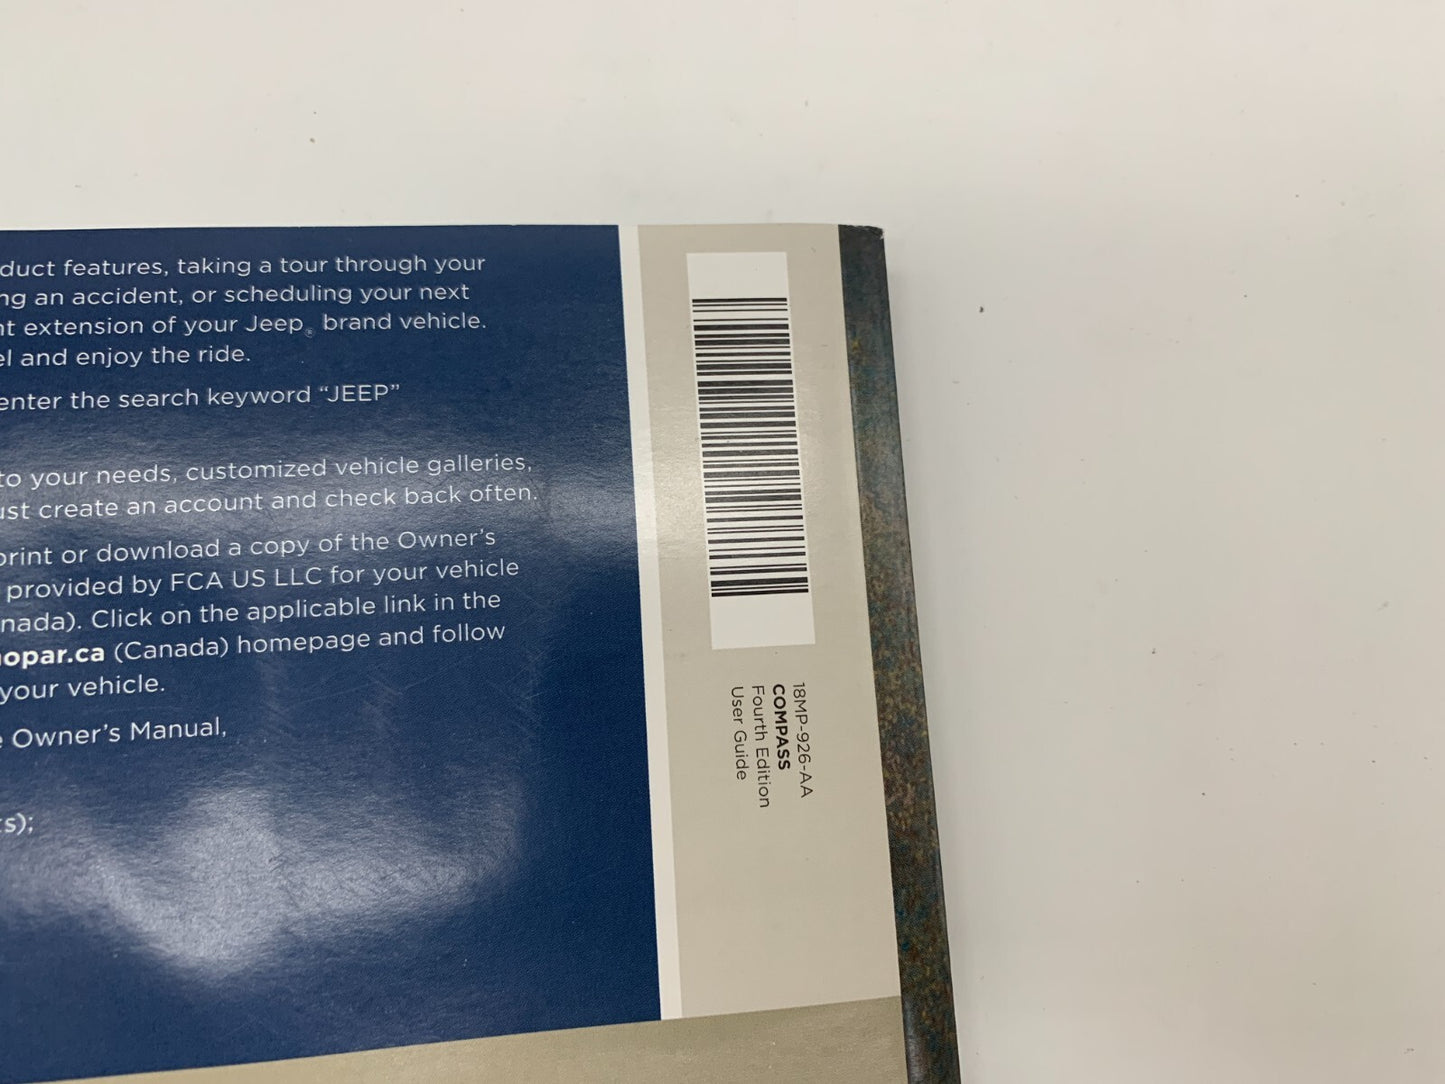 duct features, taking a tour through your
ng an accident, or scheduling your next
nt extension of your Jeep® brand vehicle.
el and enjoy the ride.
enter the search keyword “JEEP”
to your needs, customized vehicle galleries,
ust create an account and check back often.
print or download a copy of the Owner’s
provided by FCA US LLC for your vehicle
nada). Click on the applicable link in the
opar.ca (Canada) homepage and follow
your vehicle.
e Owner’s Manual,
ts);
18MP-926-AA
COMPASS
Fourth Edition
User Guide